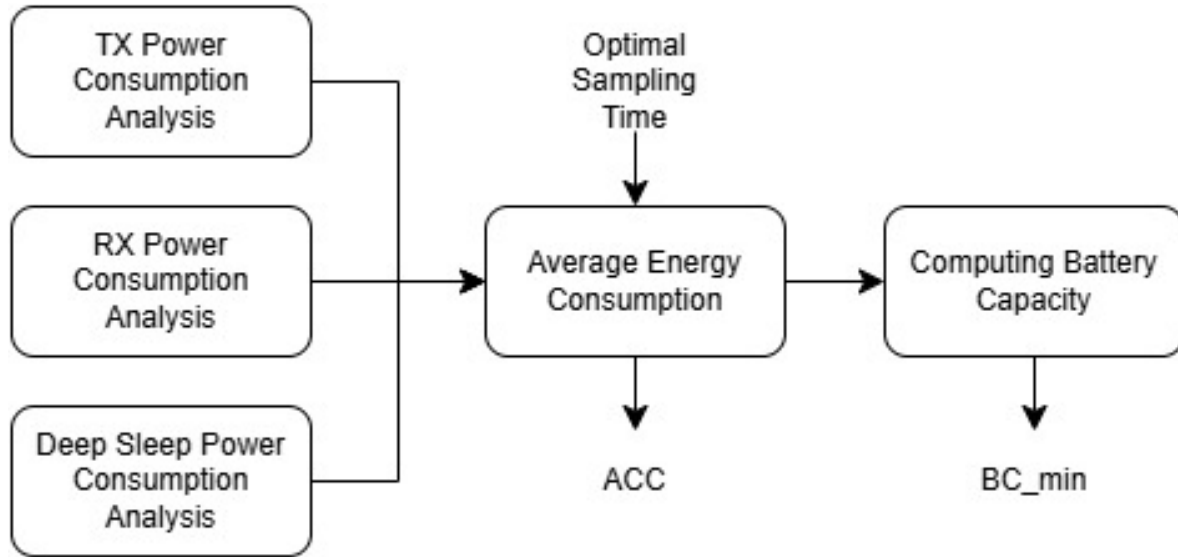 TX Power
Consumption
Analysis
Optimal
Sampling
Time
RX Power
Consumption
Analysis
Average Energy
Consumption
Computing Battery
Capacity
Deep Sleep Power
Consumption
Analysis
ACC
BC_min